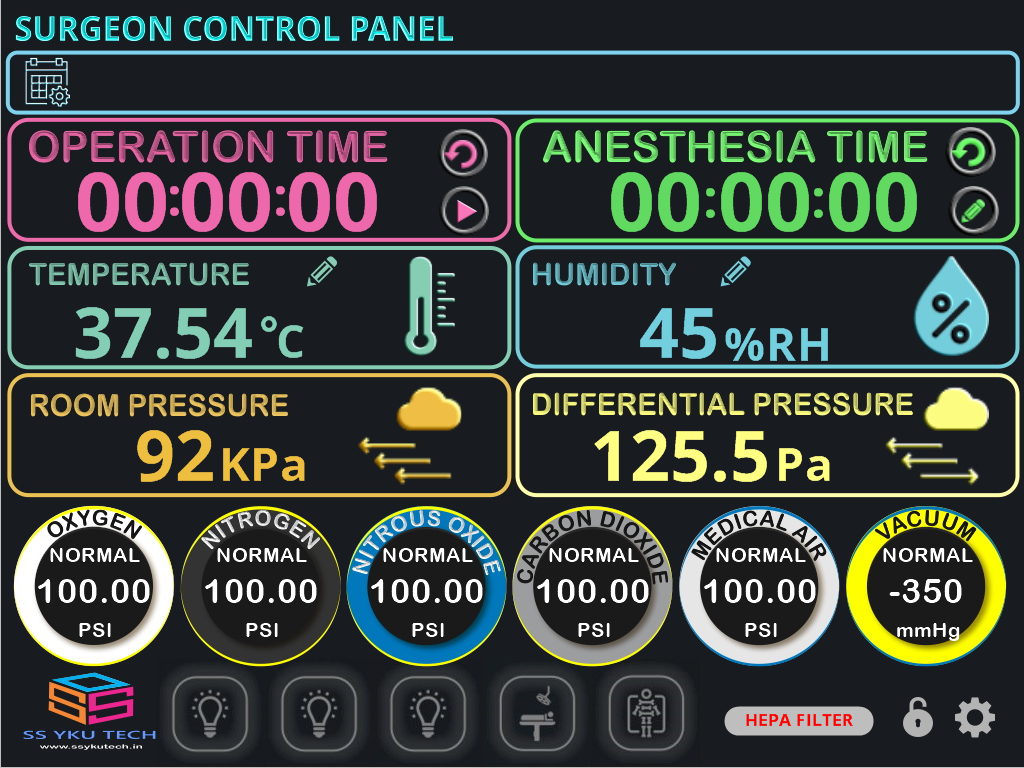 SURGEON CONTROL PANEL
OPERATION TIME
00:00:00
ANESTHESIA TIME
00:00:00
TEMPERATURE
37.54 °C
HUMIDITY
45 %RH
%
ROOM PRESSURE
92 KPa
DIFFERENTIAL PRESSURE
125.5 Pa
OXYGEN
NORMAL
100.00
PSI
NITROGEN
NORMAL
100.00
PSI
NITROUS OXIDE
NORMAL
100.00
PSI
CARBON DIOXIDE
NORMAL
100.00
PSI
MEDICAL AIR
NORMAL
100.00
PSI
VACUUM
NORMAL
-350
mmHg
SS YKU TECH
www.ssykutech.in
HEPA FILTER